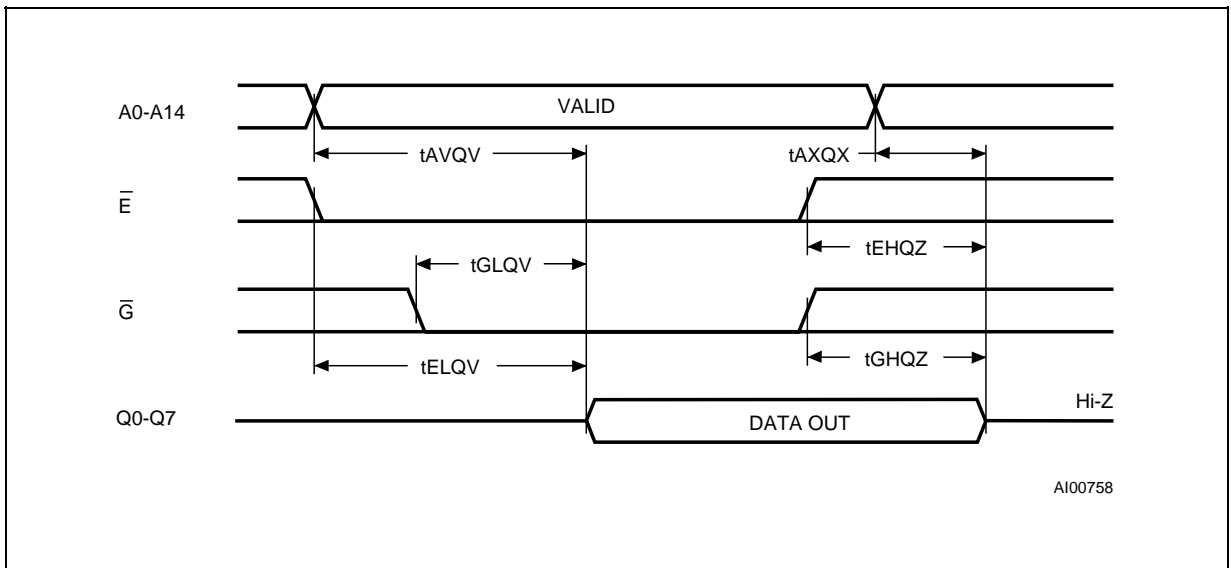 A0-A14
VALID
tAVQV
tAXQX
E̅
tEHQZ
tGLQV
G̅
tGHQZ
tELQV
Hi-Z
Q0-Q7
DATA OUT
AI00758